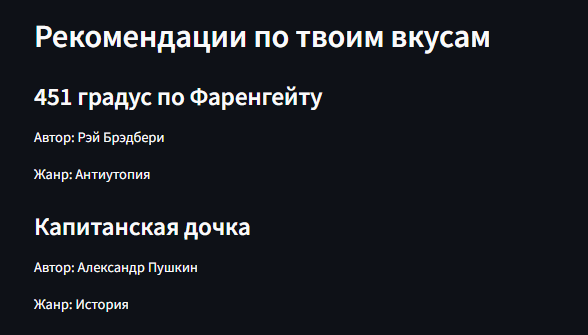 Рекомендации по твоим вкусам
451 градус по Фаренгейту
Автор: Рэй Брэдбери
Жанр: Антиутопия
Капитанская дочка
Автор: Александр Пушкин
Жанр: История